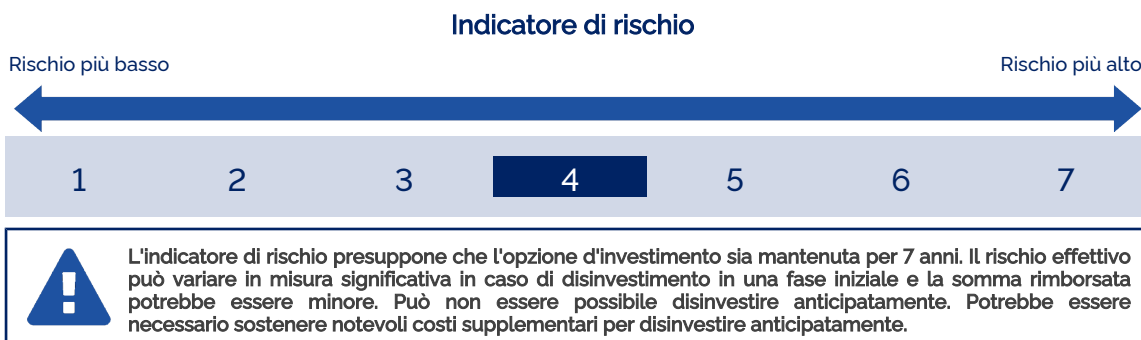 Indicatore di rischio
Rischio più basso
Rischio più alto
1 2 3 4 5 6 7
L'indicatore di rischio presuppone che l'opzione d'investimento sia mantenuta per 7 anni. Il rischio effettivo
può variare in misura significativa in caso di disinvestimento in una fase iniziale e la somma rimborsata
potrebbe essere minore. Può non essere possibile disinvestire anticipatamente. Potrebbe essere
necessario sostenere notevoli costi supplementari per disinvestire anticipatamente.